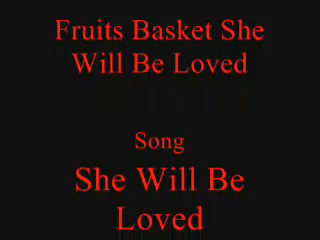 Fruits Basket She
Will Be Loved
Song
She Will Be
Loved